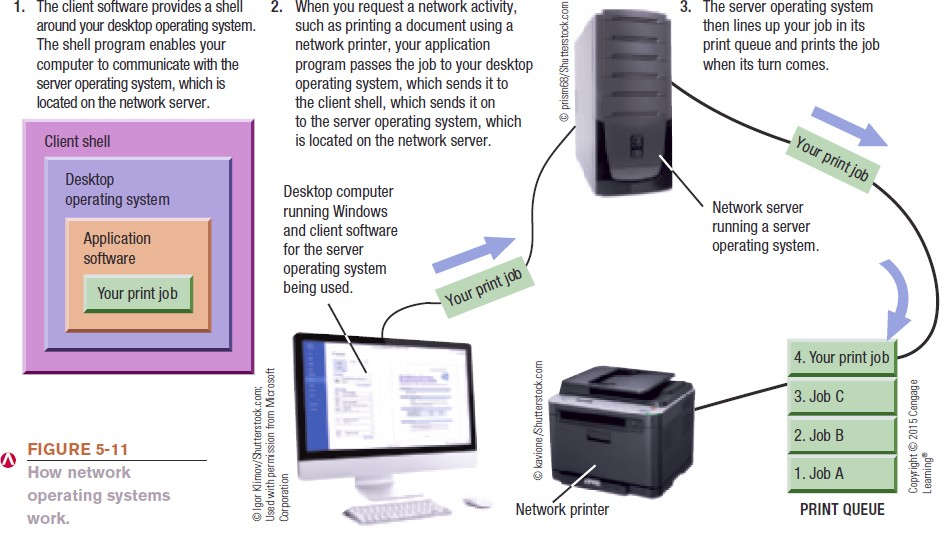 1. The client software provides a shell
around your desktop operating system.
The shell program enables your
computer to communicate with the
server operating system, which is
located on the network server.
Client shell
Desktop
operating system
Application
software
Your print job
2. When you request a network activity,
such as printing a document using a
network printer, your application
program passes the job to your desktop
operating system, which sends it to
the client shell, which sends it on
to the server operating system, which
is located on the network server.
Desktop computer
running Windows
and client software
for the server
operating system
being used.
Your print job
© prism68/Shutterstock.com
3. The server operating system
then lines up your job in its
print queue and prints the job
when its turn comes.
Your print job
Network server
running a server
operating system.
4. Your print job
3. Job C
2. Job B
1. Job A
PRINT QUEUE
Copyright © 2015 Cengage
Learning®
© kavione/Shutterstock.com
Network printer
© Igor Klimov/Shutterstock.com;
Used with permission from Microsoft
Corporation
FIGURE 5-11
How network
operating systems
work.